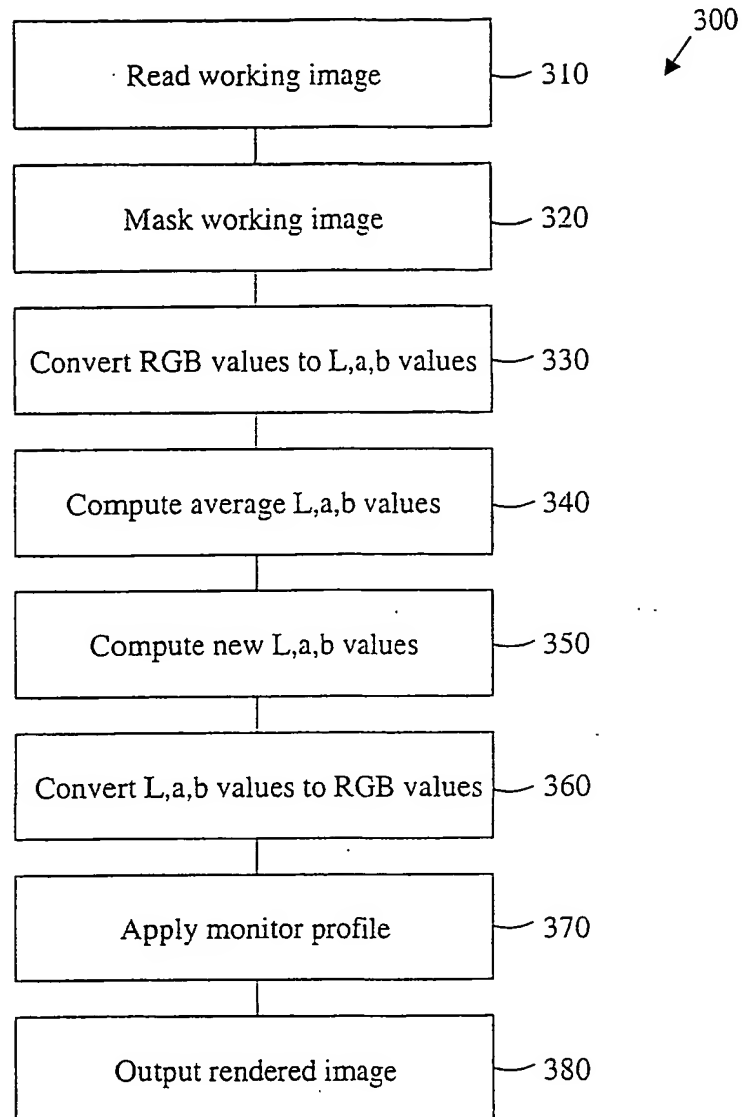 300
Read working image 310
Mask working image 320
Convert RGB values to L,a,b values 330
Compute average L,a,b values 340
Compute new L,a,b values 350
Convert L,a,b values to RGB values 360
Apply monitor profile 370
Output rendered image 380